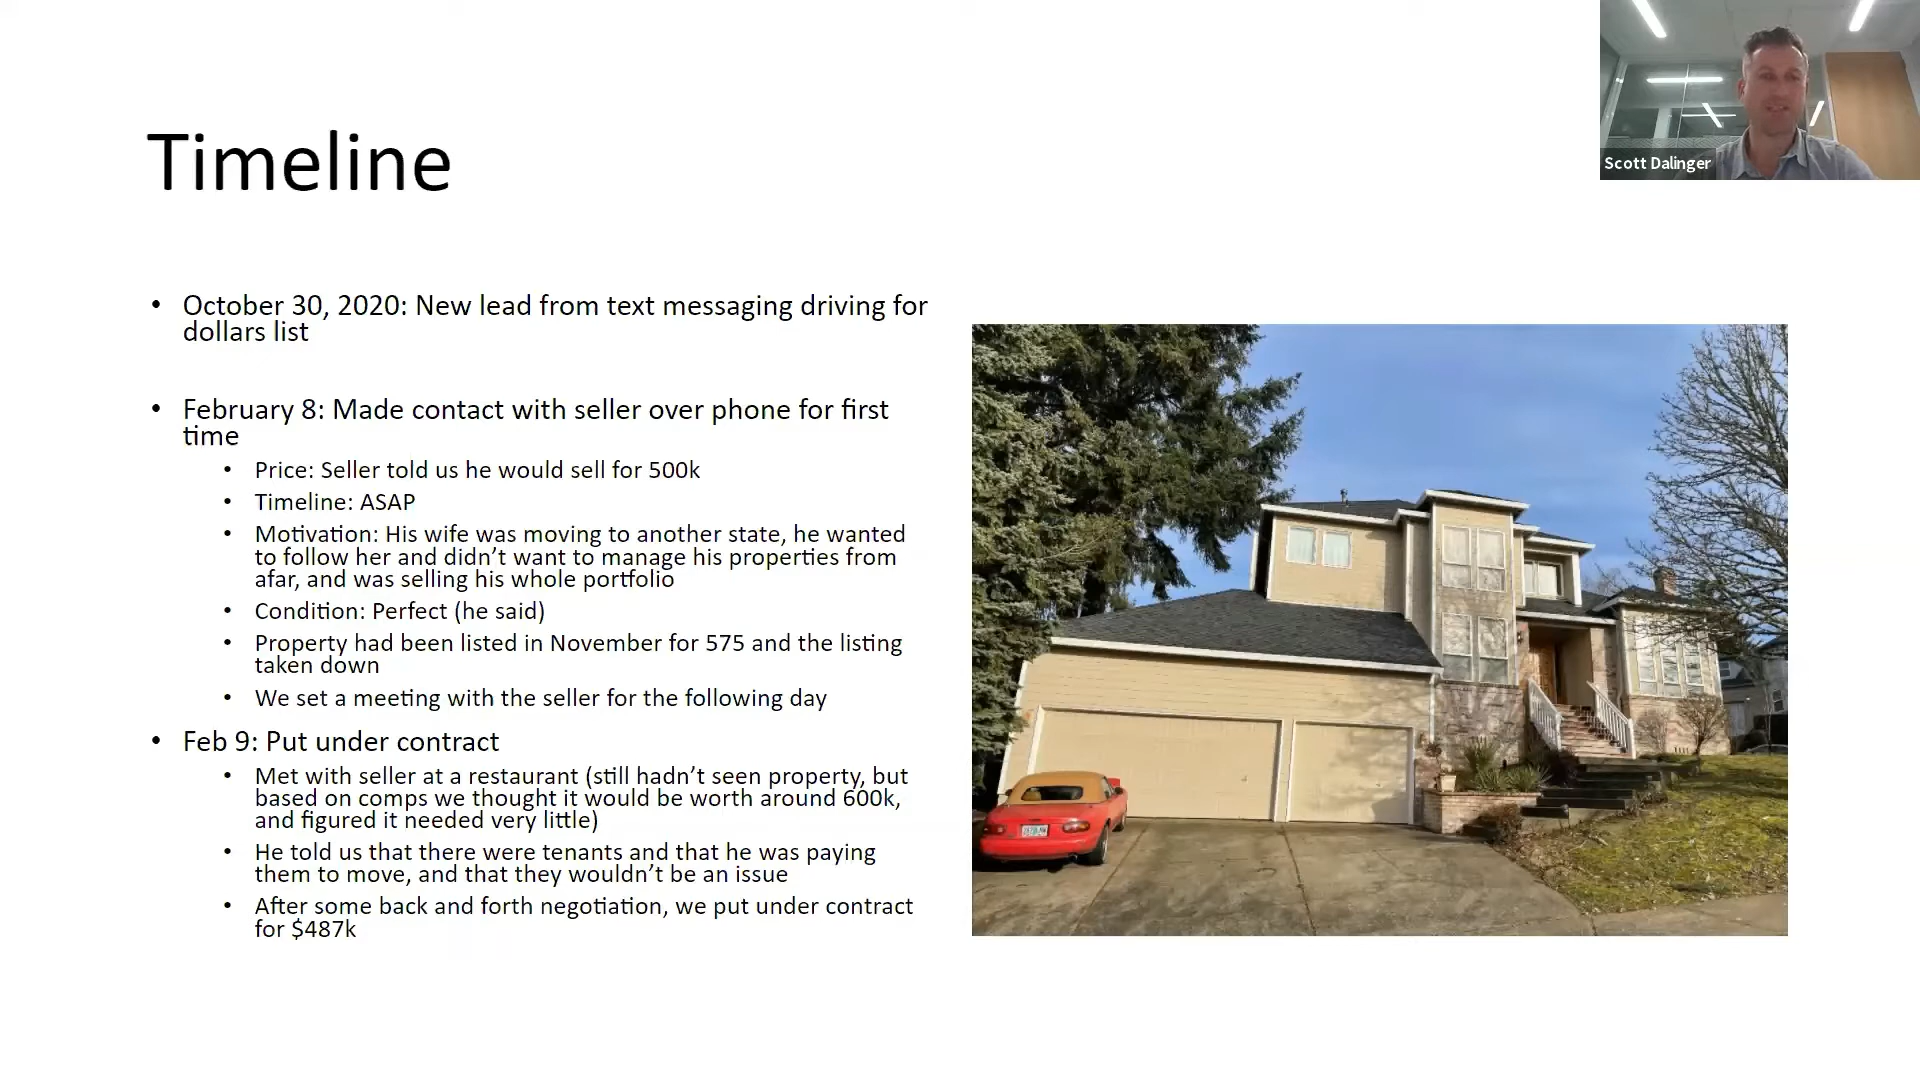 Scott Dalinger
Timeline
• October 30, 2020: New lead from text messaging driving for
dollars list
• February 8: Made contact with seller over phone for first
time
• Price: Seller told us he would sell for 500k
• Timeline: ASAP
• Motivation: His wife was moving to another state, he wanted
to follow her and didn’t want to manage his properties from
afar, and was selling his whole portfolio
• Condition: Perfect (he said)
• Property had been listed in November for 575 and the listing
taken down
• We set a meeting with the seller for the following day
• Feb 9: Put under contract
• Met with seller at a restaurant (still hadn’t seen property, but
based on comps we thought it would be worth around 600k,
and figured it needed very little)
• He told us that there were tenants and that he was paying
them to move, and that they wouldn’t be an issue
• After some back and forth negotiation, we put under contract
for $487k